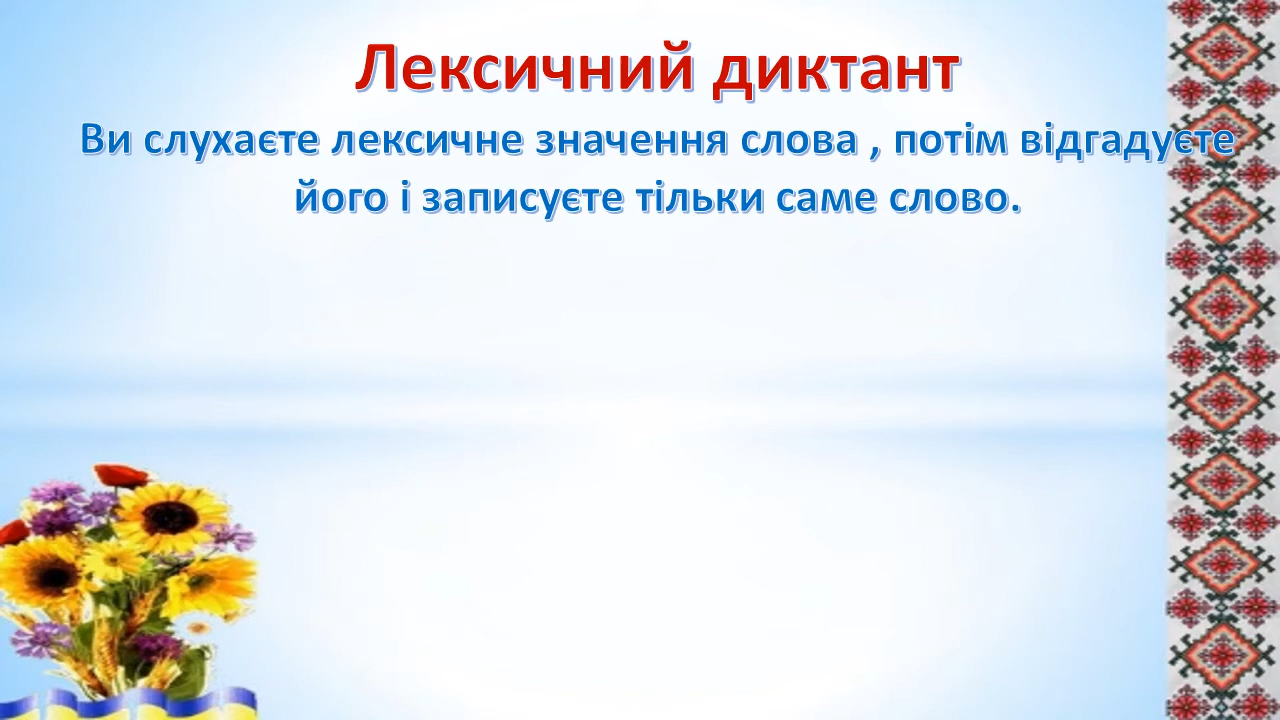 Лексичний диктант
Ви слухаєте лексичне значення слова , потім відгадуєте
його і записуєте тільки саме слово.